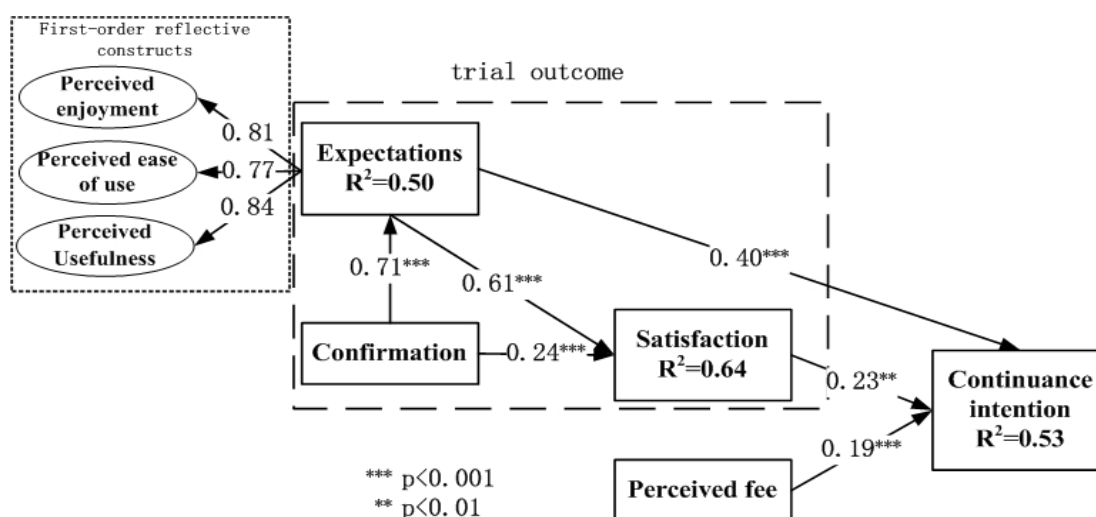 First-order reflective
constructs
Perceived
enjoyment
Perceived ease
of use
Perceived
Usefulness
0.81
0.77
0.84
trial outcome
Expectations
R²=0.50
0.71***
0.61***
0.40***
Confirmation
0.24***
Satisfaction
R²=0.64
0.23**
Continuance
intention
R²=0.53
0.19***
Perceived fee
*** p<0.001
** p<0.01